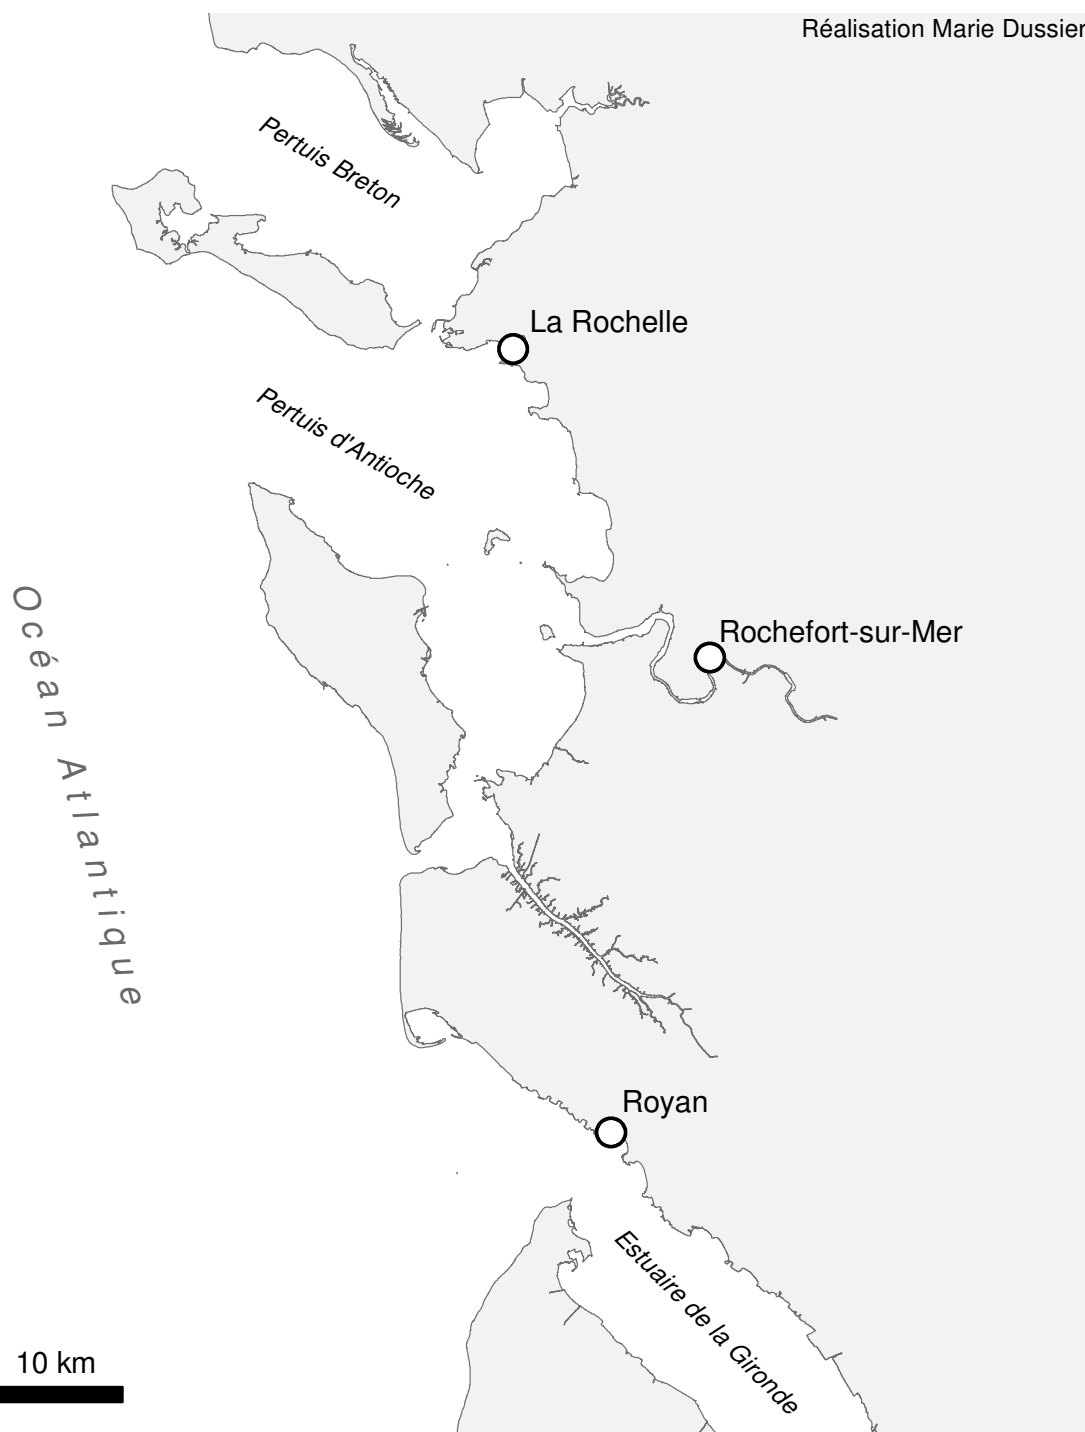 Réalisation Marie Dussier
Pertuis Breton
La Rochelle
Pertuis d'Antioche
Océan Atlantique
Rochefort-sur-Mer
Royan
Estuaire de la Gironde
10 km